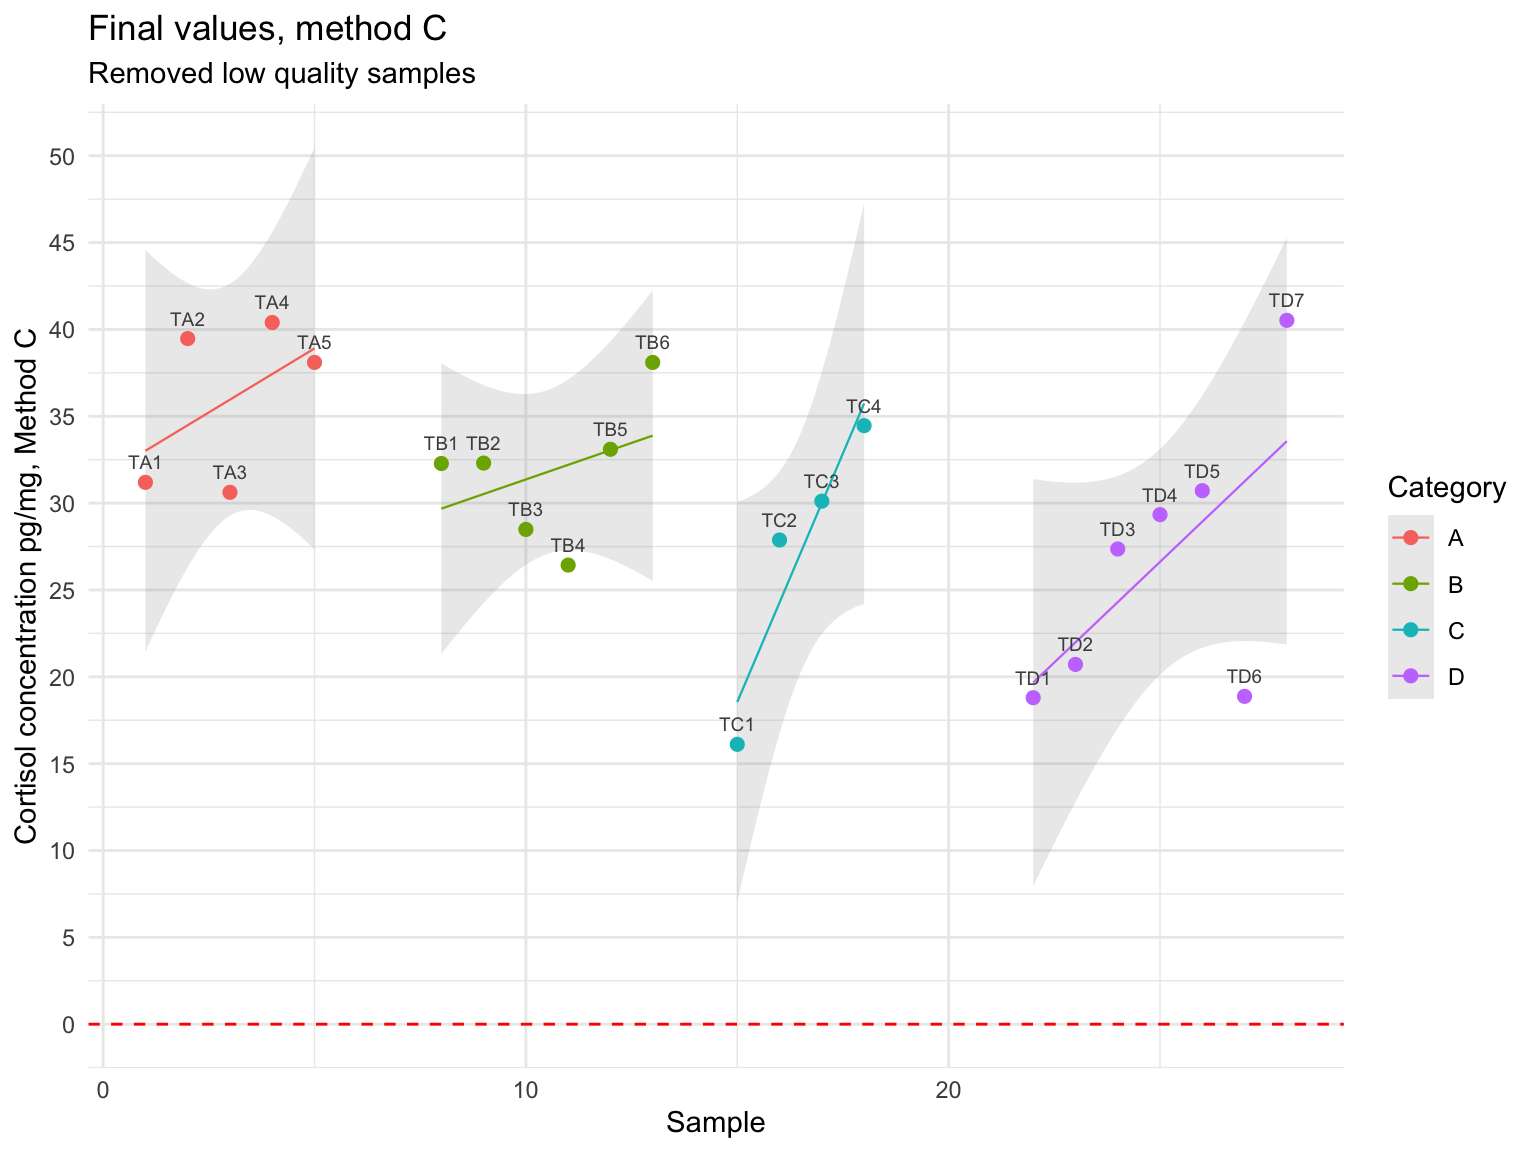 Final values, method C
Removed low quality samples
Cortisol concentration pg/mg, Method C
50
45
40
35
30
25
20
15
10
5
0
TA1
TA2
TA3
TA4
TA5
TB1
TB2
TB3
TB4
TB5
TB6
TC1
TC2
TC3
TC4
TD1
TD2
TD3
TD4
TD5
TD6
TD7
0
10
20
Sample
Category
A
B
C
D